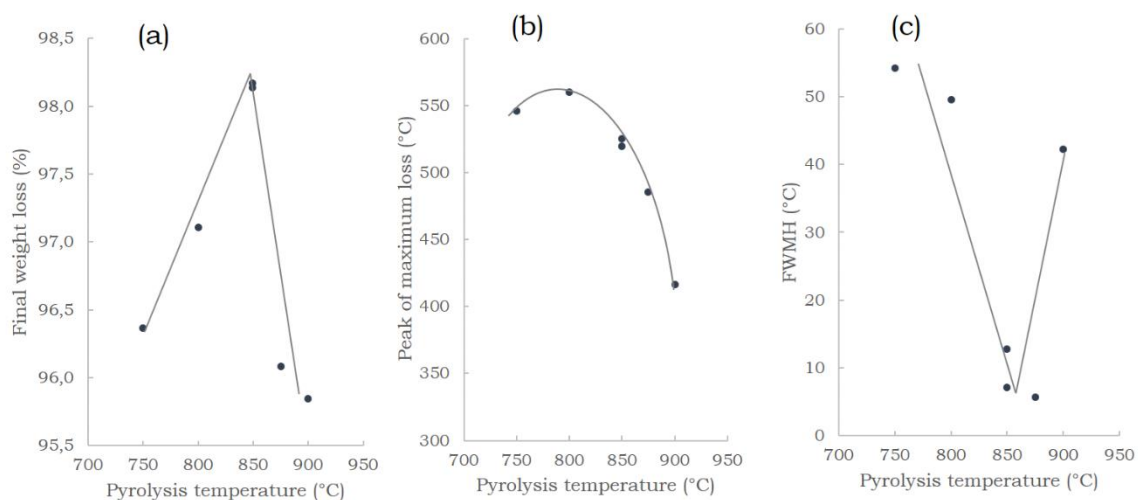 (a)
98,5
98,0
97,5
97,0
96,5
96,0
95,5
Final weight loss (%)
700 750 800 850 900 950
Pyrolysis temperature (°C)
(b)
600
550
500
450
400
350
300
Peak of maximum loss (°C)
700 750 800 850 900 950
Pyrolysis temperature (°C)
(c)
60
50
40
30
20
10
0
FWMH (°C)
700 750 800 850 900 950
Pyrolysis temperature (°C)